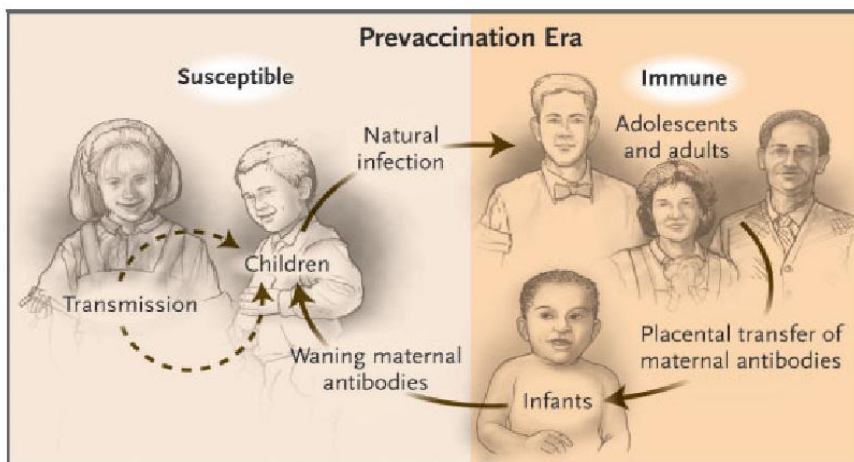 Prevaccination Era
Susceptible
Immune
Natural
infection
Adolescents
and adults
Children
Transmission
Waning maternal
antibodies
Placental transfer of
maternal antibodies
Infants